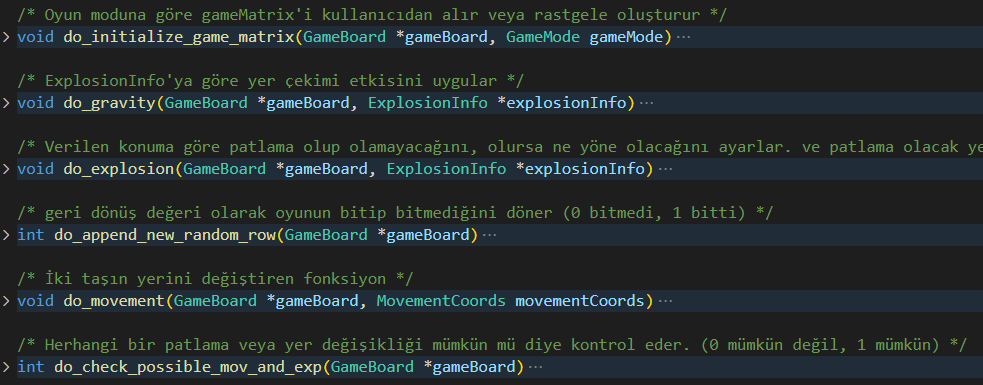 /* Oyun moduna göre gameMatrix'i kullanıcıdan alır veya rastgele oluşturur */
void do_initialize_game_matrix(GameBoard *gameBoard, GameMode gameMode) ···
/* ExplosionInfo'ya göre yer çekimi etkisini uygular */
void do_gravity(GameBoard *gameBoard, ExplosionInfo *explosionInfo) ···
/* Verilen konuma göre patlama olup olamayacağını, olursa ne yöne olacağını ayarlar. ve patlama olacak ye
void do_explosion(GameBoard *gameBoard, ExplosionInfo *explosionInfo) ···
/* geri dönüş değeri olarak oyunun bitip bitmediğini döner (0 bitmedi, 1 bitti) */
int do_append_new_random_row(GameBoard *gameBoard) ···
/* İki taşın yerini değiştiren fonksiyon */
void do_movement(GameBoard *gameBoard, MovementCoords movementCoords) ···
/* Herhangi bir patlama veya yer değişikliği mümkün mü diye kontrol eder. (0 mümkün değil, 1 mümkün) */
int do_check_possible_mov_and_exp(GameBoard *gameBoard) ···